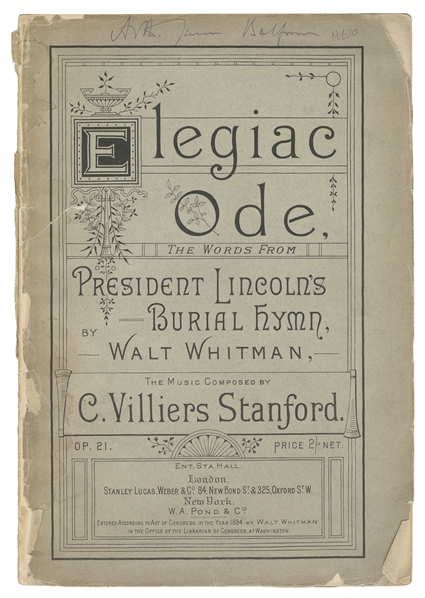 Arth. James Balfour
Elegiac
Ode,
THE WORDS FROM
PRESIDENT LINCOLN'S
BURIAL HYMN,
BY
WALT WHITMAN,
THE MUSIC COMPOSED BY
C. Villiers Stanford.
OP. 21. PRICE 2/- NET.
ENT. STA. HALL.
London.
STANLEY LUCAS, WEBER & Co. 84, NEW BOND ST. & 325, OXFORD ST. W.
New York.
W. A. POND & Co.
ENTERED ACCORDING TO ACT OF CONGRESS, IN THE YEAR 1884 BY WALT WHITMAN
IN THE OFFICE OF THE LIBRARIAN OF CONGRESS, AT WASHINGTON.